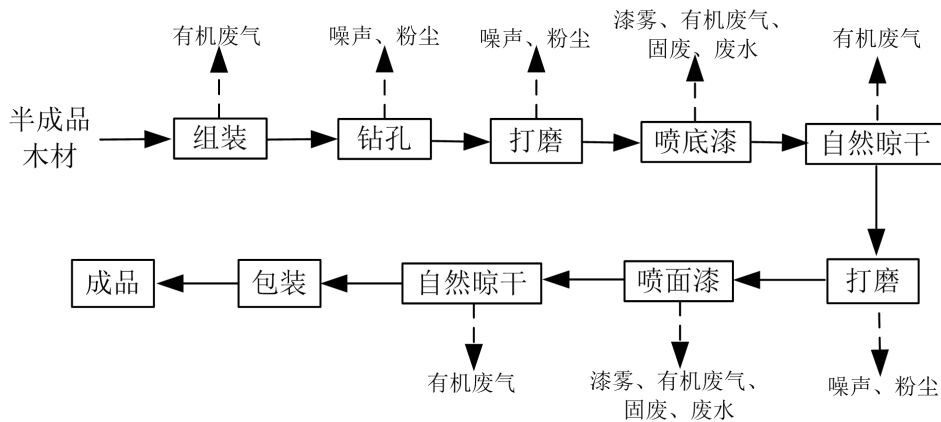 有机废气
噪声、粉尘
噪声、粉尘
漆雾、有机废气、
固废、废水
有机废气
半成品
木材
组装
钻孔
打磨
喷底漆
自然晾干
成品
包装
自然晾干
喷面漆
打磨
有机废气
漆雾、有机废气、
固废、废水
噪声、粉尘